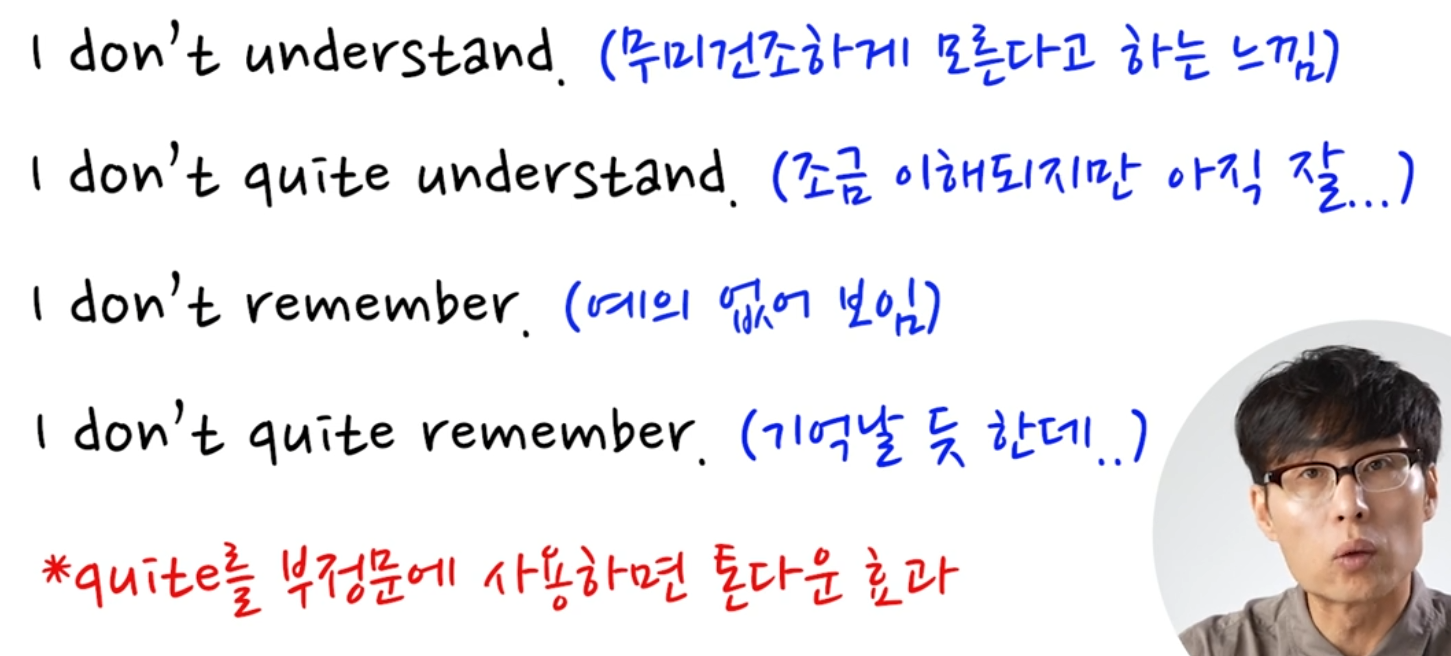 I don't understand. (무미건조하게 모른다고 하는 느낌)
I don't quite understand. (조금 이해되지만 아직 잘...)
I don't remember. (예의 없어 보임)
I don't quite remember. (기억날 듯 한데..)
*quite를 부정문에 사용하면 톤다운 효과